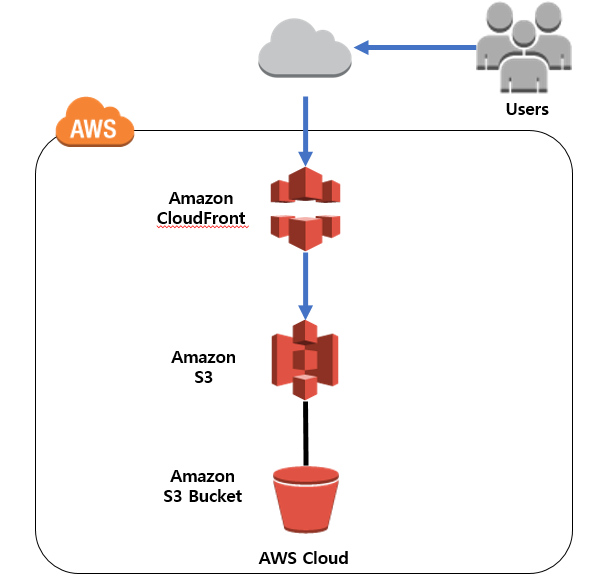 Users
AWS
Amazon
CloudFront
Amazon
S3
Amazon
S3 Bucket
AWS Cloud